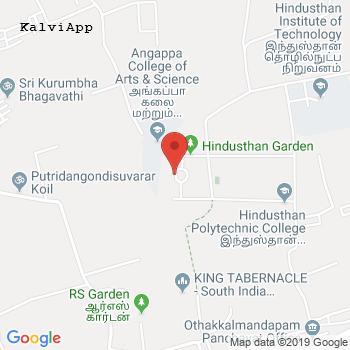 KalviApp
Hindusthan
Institute of
Technology
இந்துஸ்தான்
தொழில்நுட்ப
நிறுவனம்
Angappa
College of
Arts & Science
அங்கப்பா
கலை
மற்றும்...
Sri Kurumbha
Bhagavathi
Hindusthan Garden
Putridangondisuvarar
Koil
Hindusthan
Polytechnic College
இந்துஸ்தான்...
KING TABERNACLE
- South India...
RS Garden
ஆர்எஸ்
கார்டன்
Othakkalmandapam
Panchayat Office
Google
Map data ©2019 Google